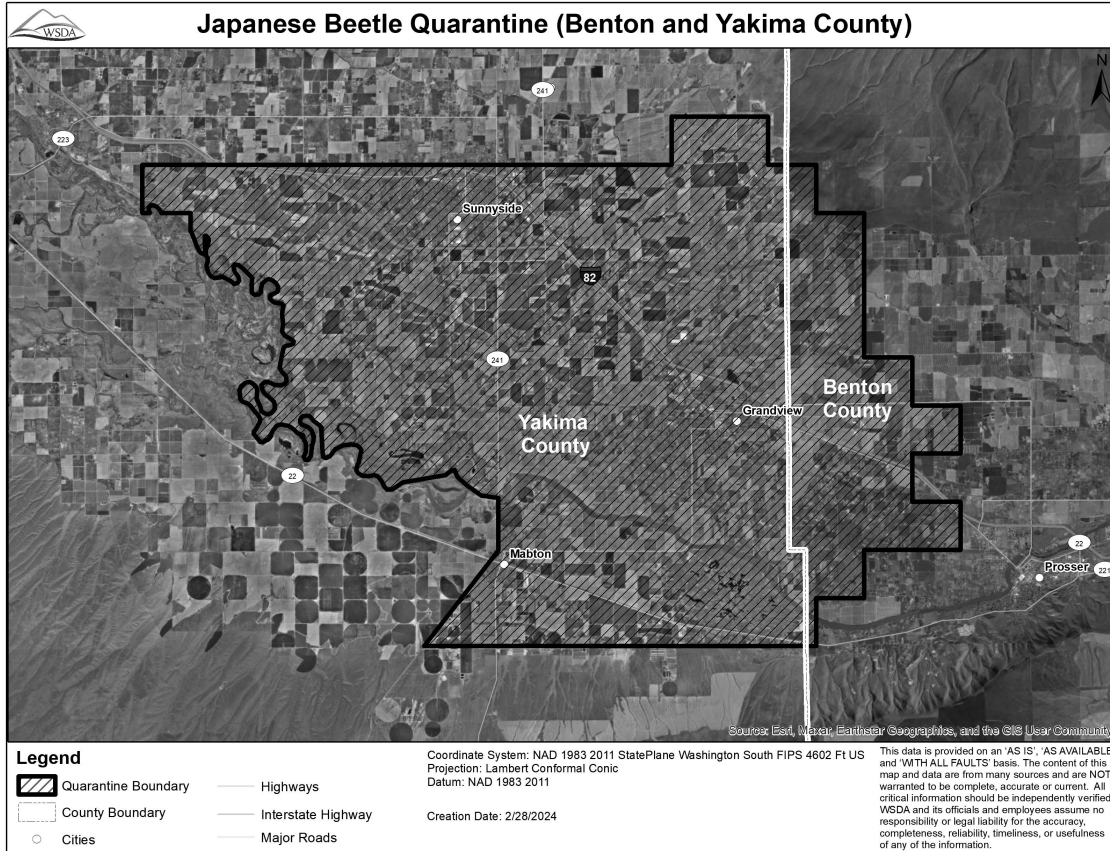 WSDA
Japanese Beetle Quarantine (Benton and Yakima County)
N
241
223
Sunnyside
82
241
Benton
County
Grandview
Yakima
County
22
Mabton
22
Prosser
221
Source: Esri, Maxar, Earthstar Geographics, and the GIS User Community
Legend
Quarantine Boundary
County Boundary
Cities
Highways
Interstate Highway
Major Roads
Coordinate System: NAD 1983 2011 StatePlane Washington South FIPS 4602 Ft US
Projection: Lambert Conformal Conic
Datum: NAD 1983 2011
Creation Date: 2/28/2024
This data is provided on an 'AS IS', 'AS AVAILABLE
and 'WITH ALL FAULTS' basis. The content of this
map and data are from many sources and are NOT
warranted to be complete, accurate or current. All
critical information should be independently verified
WSDA and its officials and employees assume no
responsibility or legal liability for the accuracy,
completeness, reliability, timeliness, or usefulness
of any of the information.